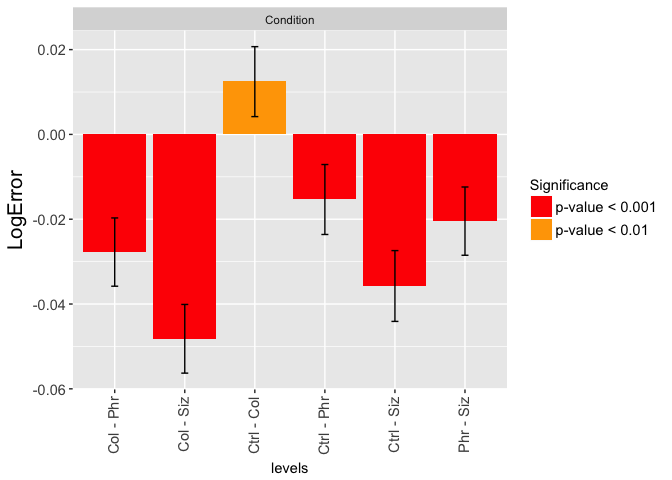 Condition
LogError
0.02
0.00
-0.02
-0.04
-0.06
Col - Phr
Col - Siz
Ctrl - Col
Ctrl - Phr
Ctrl - Siz
Phr - Siz
levels
Significance
p-value < 0.001
p-value < 0.01